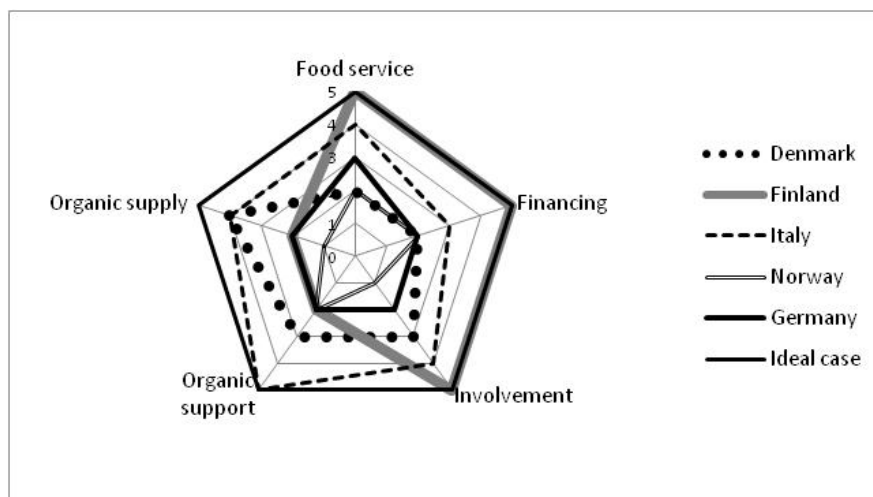 Food service
5
4
3
1
0
Organic supply
Financing
Organic
support
Involvement
Denmark
Finland
Italy
Norway
Germany
Ideal case